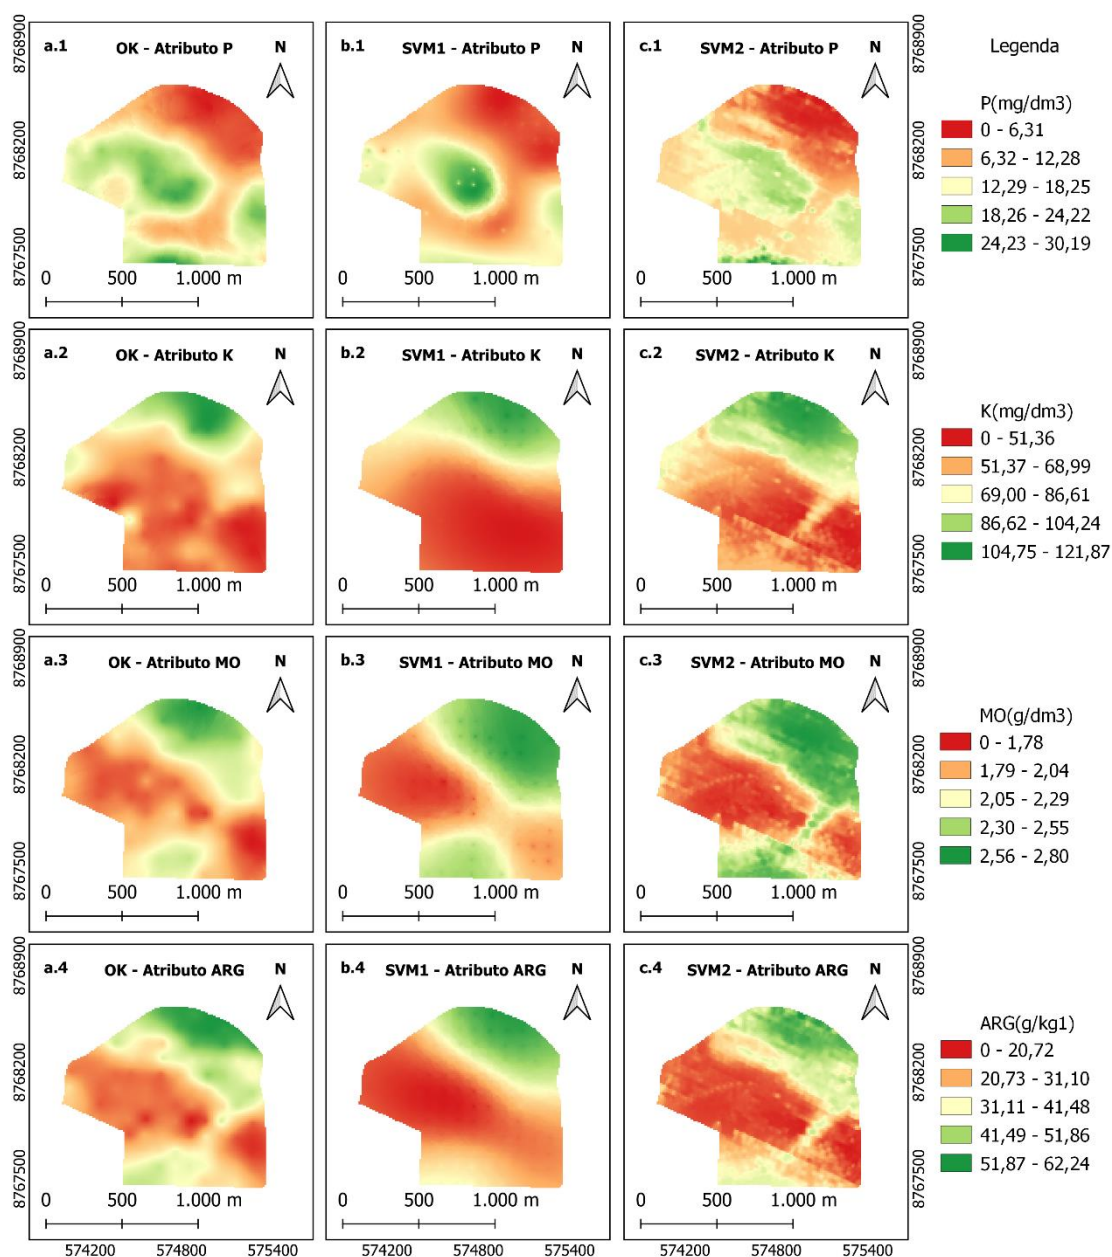 a.1 OK - Atributo P N
b.1 SVM1 - Atributo P N
c.1 SVM2 - Atributo P N
8768900
8768200
8767500
0 500 1.000 m
0 500 1.000 m
0 500 1.000 m
8768900
8768200
8767500
Legenda
P(mg/dm3)
0 - 6,31
6,32 - 12,28
12,29 - 18,25
18,26 - 24,22
24,23 - 30,19
a.2 OK - Atributo K N
b.2 SVM1 - Atributo K N
c.2 SVM2 - Atributo K N
8768900
8768200
8767500
0 500 1.000 m
0 500 1.000 m
0 500 1.000 m
8768900
8768200
8767500
K(mg/dm3)
0 - 51,36
51,37 - 68,99
69,00 - 86,61
86,62 - 104,24
104,75 - 121,87
a.3 OK - Atributo MO N
b.3 SVM1 - Atributo MO N
c.3 SVM2 - Atributo MO N
8768900
8768200
8767500
0 500 1.000 m
0 500 1.000 m
0 500 1.000 m
8768900
8768200
8767500
MO(g/dm3)
0 - 1,78
1,79 - 2,04
2,05 - 2,29
2,30 - 2,55
2,56 - 2,80
a.4 OK - Atributo ARG N
b.4 SVM1 - Atributo ARG N
c.4 SVM2 - Atributo ARG N
8768900
8768200
8767500
0 500 1.000 m
0 500 1.000 m
0 500 1.000 m
8768900
8768200
8767500
ARG(g/kg1)
0 - 20,72
20,73 - 31,10
31,11 - 41,48
41,49 - 51,86
51,87 - 62,24
574200 574800 575400
574200 574800 575400
574200 574800 575400